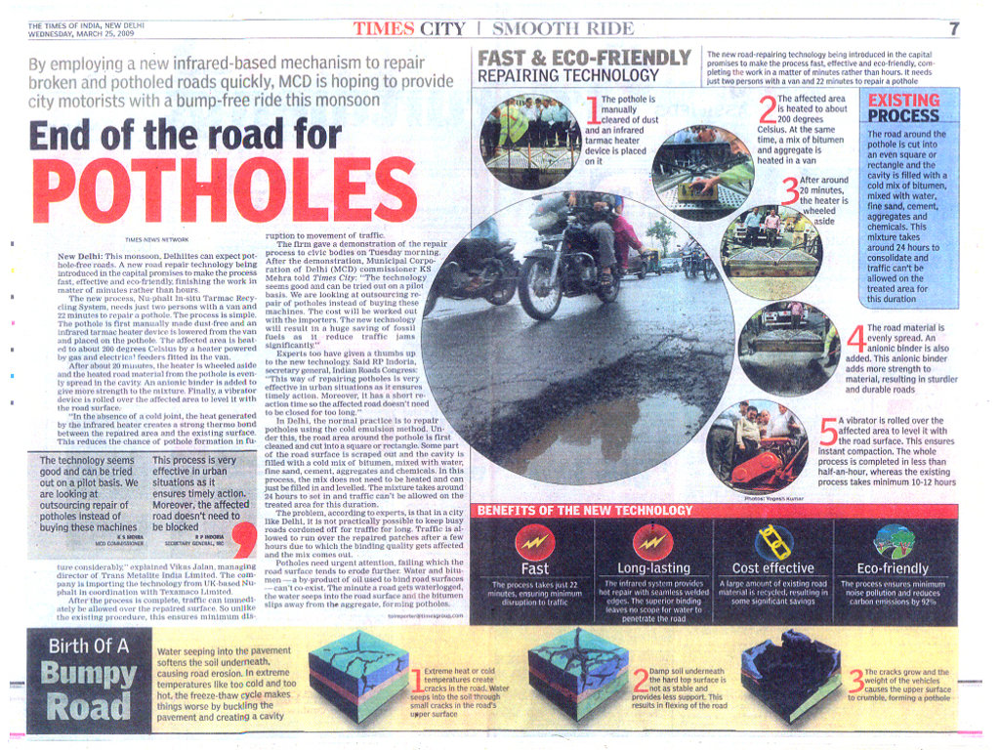 THE TIMES OF INDIA, NEW DELHI
WEDNESDAY, MARCH 25, 2009
TIMES CITY | SMOOTH RIDE
7
By employing a new infrared-based mechanism to repair
broken and potholed roads quickly, MCD is hoping to provide
city motorists with a bump-free ride this monsoon
End of the road for
POTHOLES
TIMES NEWS NETWORK
New Delhi: This monsoon, Delhiites can expect pot-
hole-free roads. A new road repair technology being
introduced in the capital promises to make the process
fast, effective and eco-friendly, finishing the work in
matter of minutes rather than hours.
The new process, Nu-phalt In-situ Tarmac Recy-
cling System, needs just two persons with a van and
22 minutes to repair a pothole. The process is simple.
The pothole is first manually made dust-free and an
infrared tarmac heater device is lowered from the van
and placed on the pothole. The affected area is heat-
ed to about 200 degrees Celsius by a heater powered
by gas and electrical feeders fitted in the van.
After about 20 minutes, the heater is wheeled aside
and the heated road material from the pothole is even-
ly spread in the cavity. An anionic binder is added to
give more strength to the mixture. Finally, a vibrator
device is rolled over the affected area to level it with
the road surface.
"In the absence of a cold joint, the heat generated
by the infrared heater creates a strong thermo bond
between the repaired area and the existing surface.
This reduces the chance of pothole formation in fu-
The technology seems
good and can be tried
out on a pilot basis. We
are looking at
outsourcing repair of
potholes instead of
buying these machines
K S MEHRA
MCD COMMISSIONER
This process is very
effective in urban
situations as it
ensures timely action.
Moreover, the affected
road doesn't need to
be blocked
R P INDORIA
SECRETARY GENERAL, IRC
ture considerably," explained Vikas Jalan, managing
director of Trans Metalite India Limited. The com-
pany is importing the technology from UK-based Nu-
phalt in coordination with Texamaco Limited.
After the process is complete, traffic can immedi-
ately be allowed over the repaired surface. So unlike
the existing procedure, this ensures minimum dis-
ruption to movement of traffic.
The firm gave a demonstration of the repair
process to civic bodies on Tuesday morning.
After the demonstration, Municipal Corpo-
ration of Delhi (MCD) commissioner KS
Mehra told Times City: "The technology
seems good and can be tried out on a pilot
basis. We are looking at outsourcing re-
pair of potholes instead of buying these
machines. The cost will be worked out
with the importers. The new technology
will result in a huge saving of fossil
fuels as it reduce traffic jams
significantly."
Experts too have given a thumbs up
to the new technology. Said RP Indoria,
secretary general, Indian Roads Congress:
"This way of repairing potholes is very
effective in urban situations as it ensures
timely action. Moreover, it has a short re-
action time so the affected road doesn't need
to be closed for too long."
In Delhi, the normal practice is to repair
potholes using the cold emulsion method. Un-
der this, the road area around the pothole is first
cleaned and cut into a square or rectangle. Some part
of the road surface is scraped out and the cavity is
filled with a cold mix of bitumen, mixed with water,
fine sand, cement, aggregates and chemicals. In this
process, the mix does not need to be heated and can
just be filled in and levelled. The mixture takes around
24 hours to set in and traffic can't be allowed on the
treated area for this duration.
The problem, according to experts, is that in a city
like Delhi, it is not practically possible to keep busy
roads cordoned off for traffic for long. Traffic is al-
lowed to run over the repaired patches after a few
hours due to which the binding quality gets affected
and the mix comes out.
Potholes need urgent attention, failing which the
road surface tends to erode further. Water and bitu-
men — a by-product of oil used to bind road surfaces
— can't co-exist. The minute a road gets waterlogged,
the water seeps into the road surface and the bitumen
slips away from the aggregate, forming potholes.
toireporter@timesgroup.com
FAST & ECO-FRIENDLY
REPAIRING TECHNOLOGY
The new road-repairing technology being introduced in the capital
promises to make the process fast, effective and eco-friendly, com-
pleting the work in a matter of minutes rather than hours. It needs
just two persons with a van and 22 minutes to repair a pothole
1 The pothole is
manually
cleared of dust
and an infrared
tarmac heater
device is placed
on it
2 The affected area
is heated to about
200 degrees
Celsius. At the same
time, a mix of bitumen
and aggregate is
heated in a van
3 After around
20 minutes,
the heater is
wheeled
aside
4 The road material is
evenly spread. An
anionic binder is also
added. This anionic binder
adds more strength to
material, resulting in sturdier
and durable roads
5 A vibrator is rolled over the
affected area to level it with
the road surface. This ensures
instant compaction. The whole
process is completed in less than
half-an-hour, whereas the existing
process takes minimum 10-12 hours
Photos: Yogesh Kumar
EXISTING
PROCESS
The road around the
pothole is cut into
an even square or
rectangle and the
cavity is filled with a
cold mix of bitumen,
mixed with water,
fine sand, cement,
aggregates and
chemicals. This
mixture takes
around 24 hours to
consolidate and
traffic can't be
allowed on the
treated area for
this duration
BENEFITS OF THE NEW TECHNOLOGY
Fast
The process takes just 22
minutes, ensuring minimum
disruption to traffic
Long-lasting
The infrared system provides
hot repair with seamless welded
edges. The superior binding
leaves no scope for water to
penetrate the road
Cost effective
A large amount of existing road
material is recycled, resulting in
some significant savings
Eco-friendly
The process ensures minimum
noise pollution and reduces
carbon emissions by 92%
Birth Of A
Bumpy
Road
Water seeping into the pavement
softens the soil underneath,
causing road erosion. In extreme
temperatures like too cold and too
hot, the freeze-thaw cycle makes
things worse by buckling the
pavement and creating a cavity
1 Extreme heat or cold
temperatures create
cracks in the road. Water
seeps into the soil through
small cracks in the road's
upper surface
2 Damp soil underneath
the hard top surface is
not as stable and
provides less support. This
results in flexing of the road
3 The cracks grow and the
weight of the vehicles
causes the upper surface
to crumble, forming a pothole